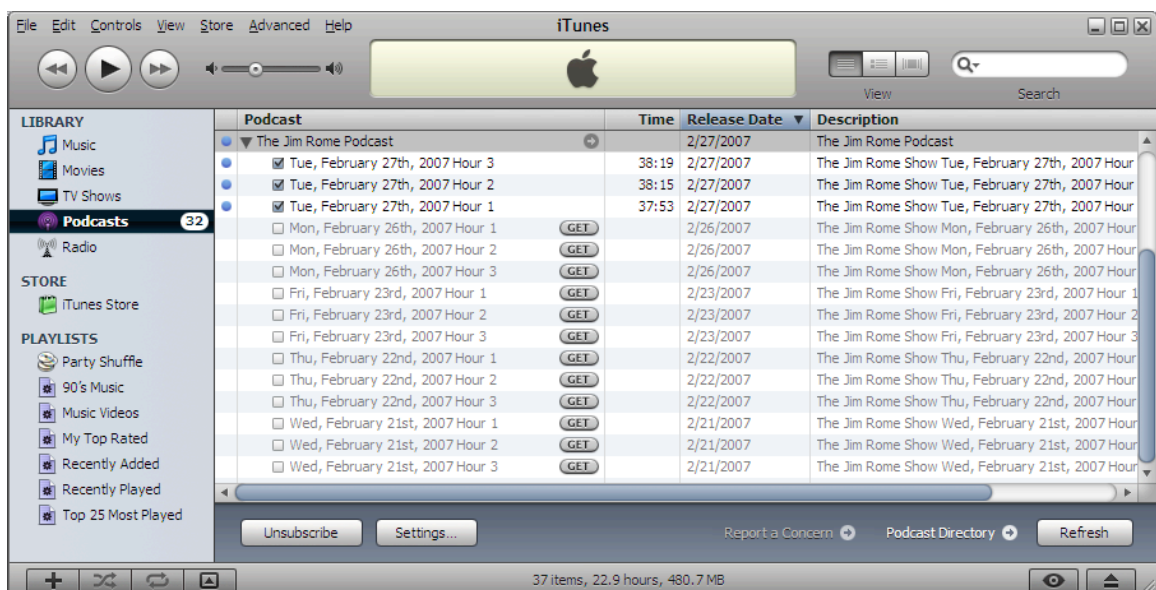 File Edit Controls View Store Advanced Help iTunes
View Search
LIBRARY
Music
Movies
TV Shows
Podcasts 32
Radio
STORE
iTunes Store
PLAYLISTS
Party Shuffle
90's Music
Music Videos
My Top Rated
Recently Added
Recently Played
Top 25 Most Played
Podcast Time Release Date Description
The Jim Rome Podcast 2/27/2007 The Jim Rome Podcast
Tue, February 27th, 2007 Hour 3 38:19 2/27/2007 The Jim Rome Show Tue, February 27th, 2007 Hour
Tue, February 27th, 2007 Hour 2 38:15 2/27/2007 The Jim Rome Show Tue, February 27th, 2007 Hour
Tue, February 27th, 2007 Hour 1 37:53 2/27/2007 The Jim Rome Show Tue, February 27th, 2007 Hour
Mon, February 26th, 2007 Hour 1 GET 2/26/2007 The Jim Rome Show Mon, February 26th, 2007 Hour
Mon, February 26th, 2007 Hour 2 GET 2/26/2007 The Jim Rome Show Mon, February 26th, 2007 Hour
Mon, February 26th, 2007 Hour 3 GET 2/26/2007 The Jim Rome Show Mon, February 26th, 2007 Hour
Fri, February 23rd, 2007 Hour 1 GET 2/23/2007 The Jim Rome Show Fri, February 23rd, 2007 Hour 1
Fri, February 23rd, 2007 Hour 2 GET 2/23/2007 The Jim Rome Show Fri, February 23rd, 2007 Hour 2
Fri, February 23rd, 2007 Hour 3 GET 2/23/2007 The Jim Rome Show Fri, February 23rd, 2007 Hour 3
Thu, February 22nd, 2007 Hour 1 GET 2/22/2007 The Jim Rome Show Thu, February 22nd, 2007 Hour
Thu, February 22nd, 2007 Hour 2 GET 2/22/2007 The Jim Rome Show Thu, February 22nd, 2007 Hour
Thu, February 22nd, 2007 Hour 3 GET 2/22/2007 The Jim Rome Show Thu, February 22nd, 2007 Hour
Wed, February 21st, 2007 Hour 1 GET 2/21/2007 The Jim Rome Show Wed, February 21st, 2007 Hour
Wed, February 21st, 2007 Hour 2 GET 2/21/2007 The Jim Rome Show Wed, February 21st, 2007 Hour
Wed, February 21st, 2007 Hour 3 GET 2/21/2007 The Jim Rome Show Wed, February 21st, 2007 Hour
Unsubscribe Settings... Report a Concern Podcast Directory Refresh
37 items, 22.9 hours, 480.7 MB